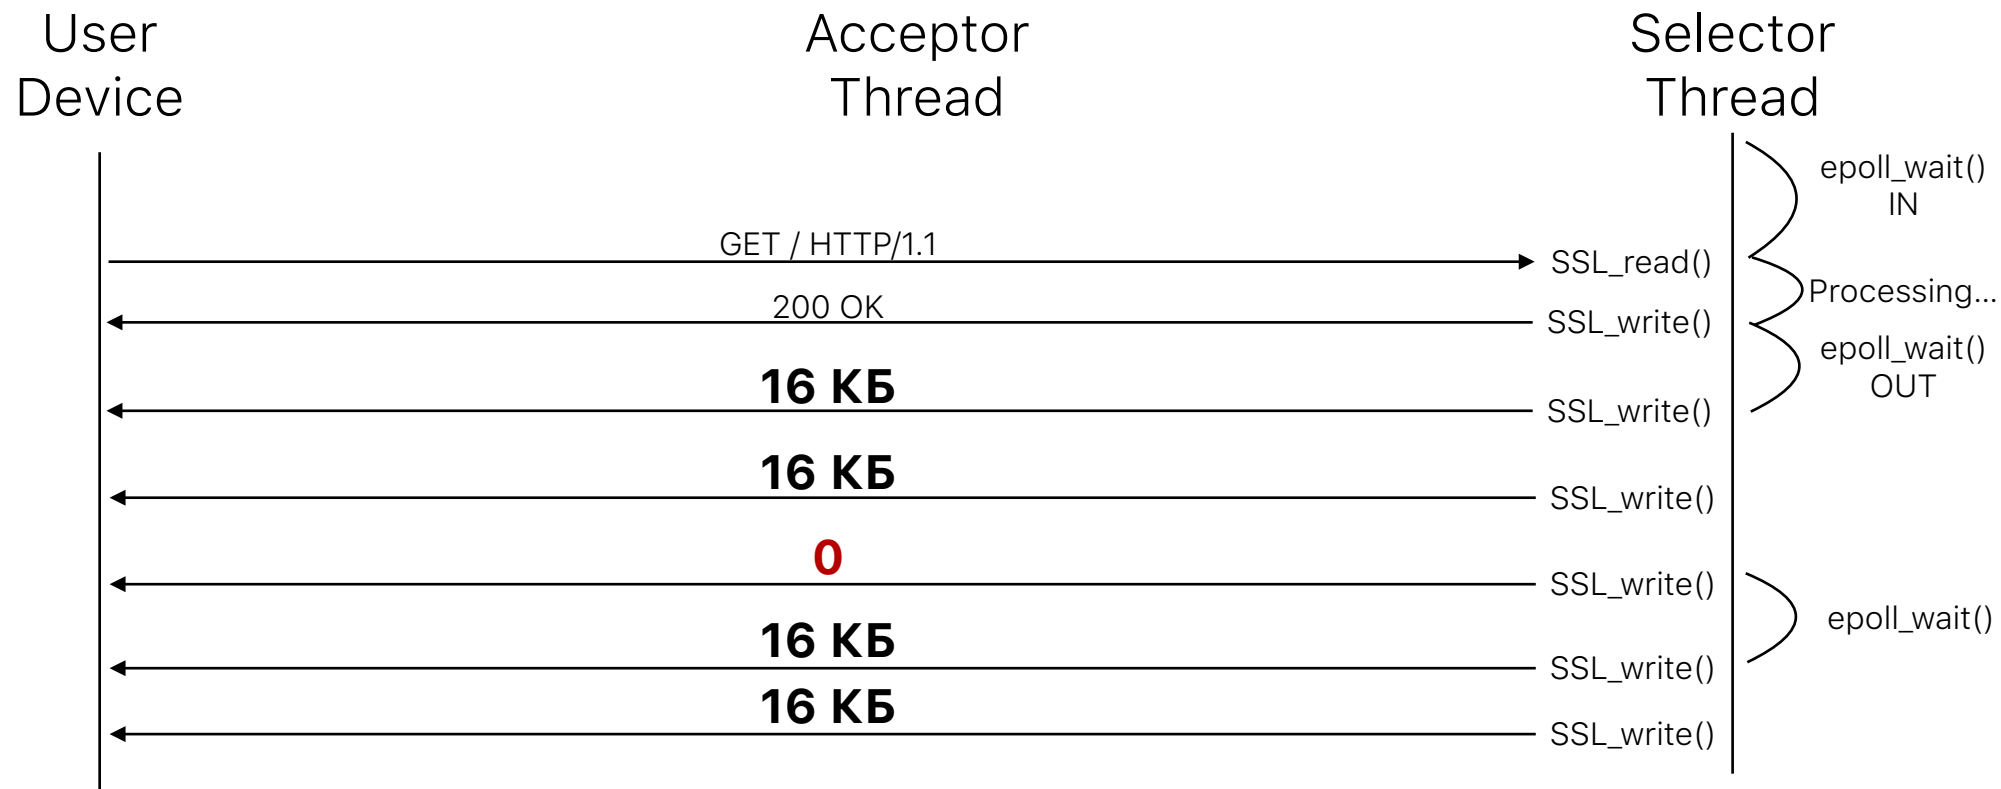 User
Device
Acceptor
Thread
Selector
Thread
epoll_wait()
IN
GET / HTTP/1.1
SSL_read()
Processing...
200 OK
SSL_write()
epoll_wait()
OUT
16 КБ
SSL_write()
16 КБ
SSL_write()
0
SSL_write()
epoll_wait()
16 КБ
SSL_write()
16 КБ
SSL_write()